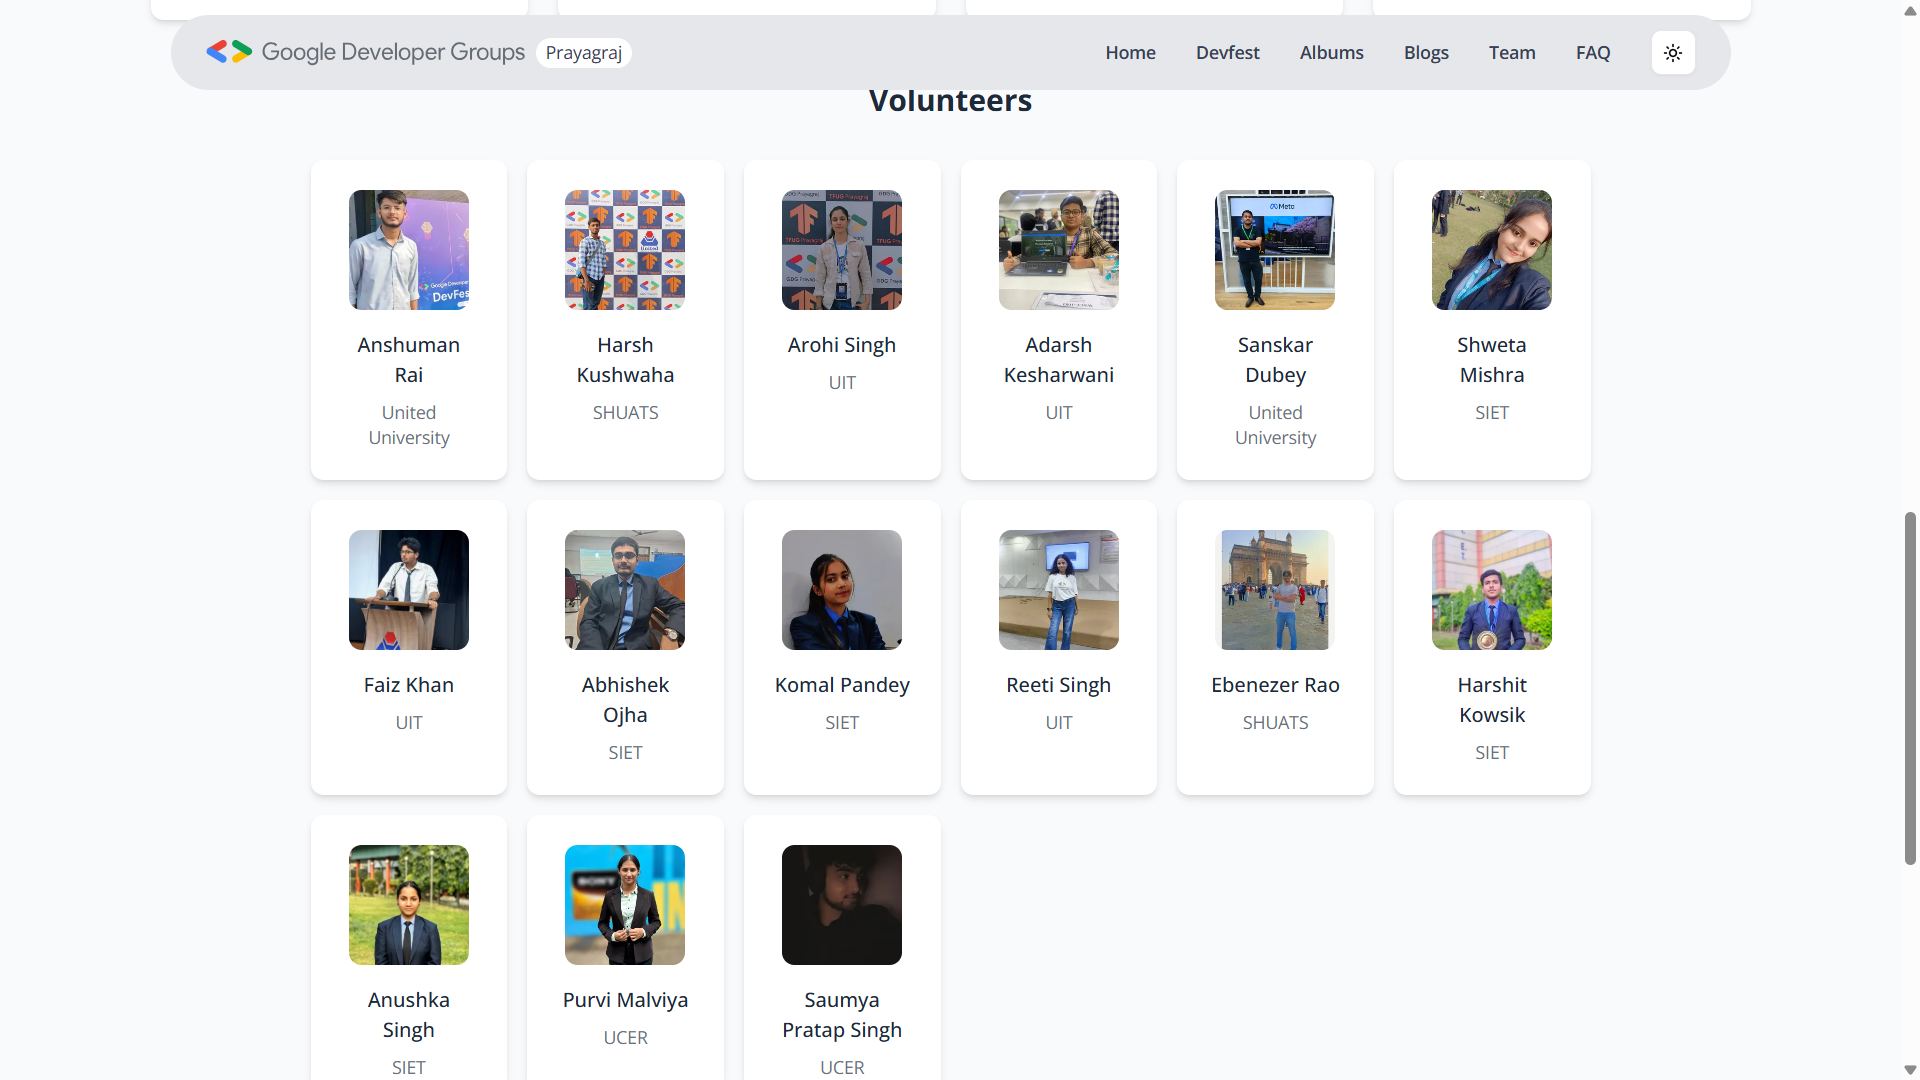 Google Developer Groups Prayagraj Home Devfest Albums Blogs Team FAQ
Volunteers
Anshuman
Rai
United
University
Harsh
Kushwaha
SHUATS
Arohi Singh
UIT
Adarsh
Kesharwani
UIT
Sanskar
Dubey
United
University
Shweta
Mishra
SIET
Faiz Khan
UIT
Abhishek
Ojha
SIET
Komal Pandey
SIET
Reeti Singh
UIT
Ebenezer Rao
SHUATS
Harshit
Kowsik
SIET
Anushka
Singh
SIET
Purvi Malviya
UCER
Saumya
Pratap Singh
UCER